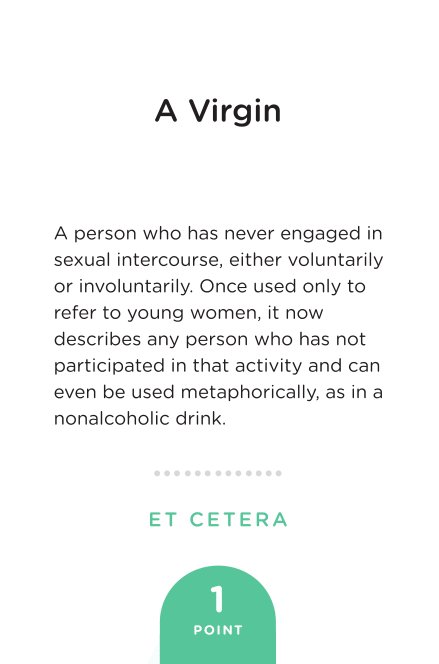 A Virgin
A person who has never engaged in
sexual intercourse, either voluntarily
or involuntarily. Once used only to
refer to young women, it now
describes any person who has not
participated in that activity and can
even be used metaphorically, as in a
nonalcoholic drink.
ET CETERA
1
POINT